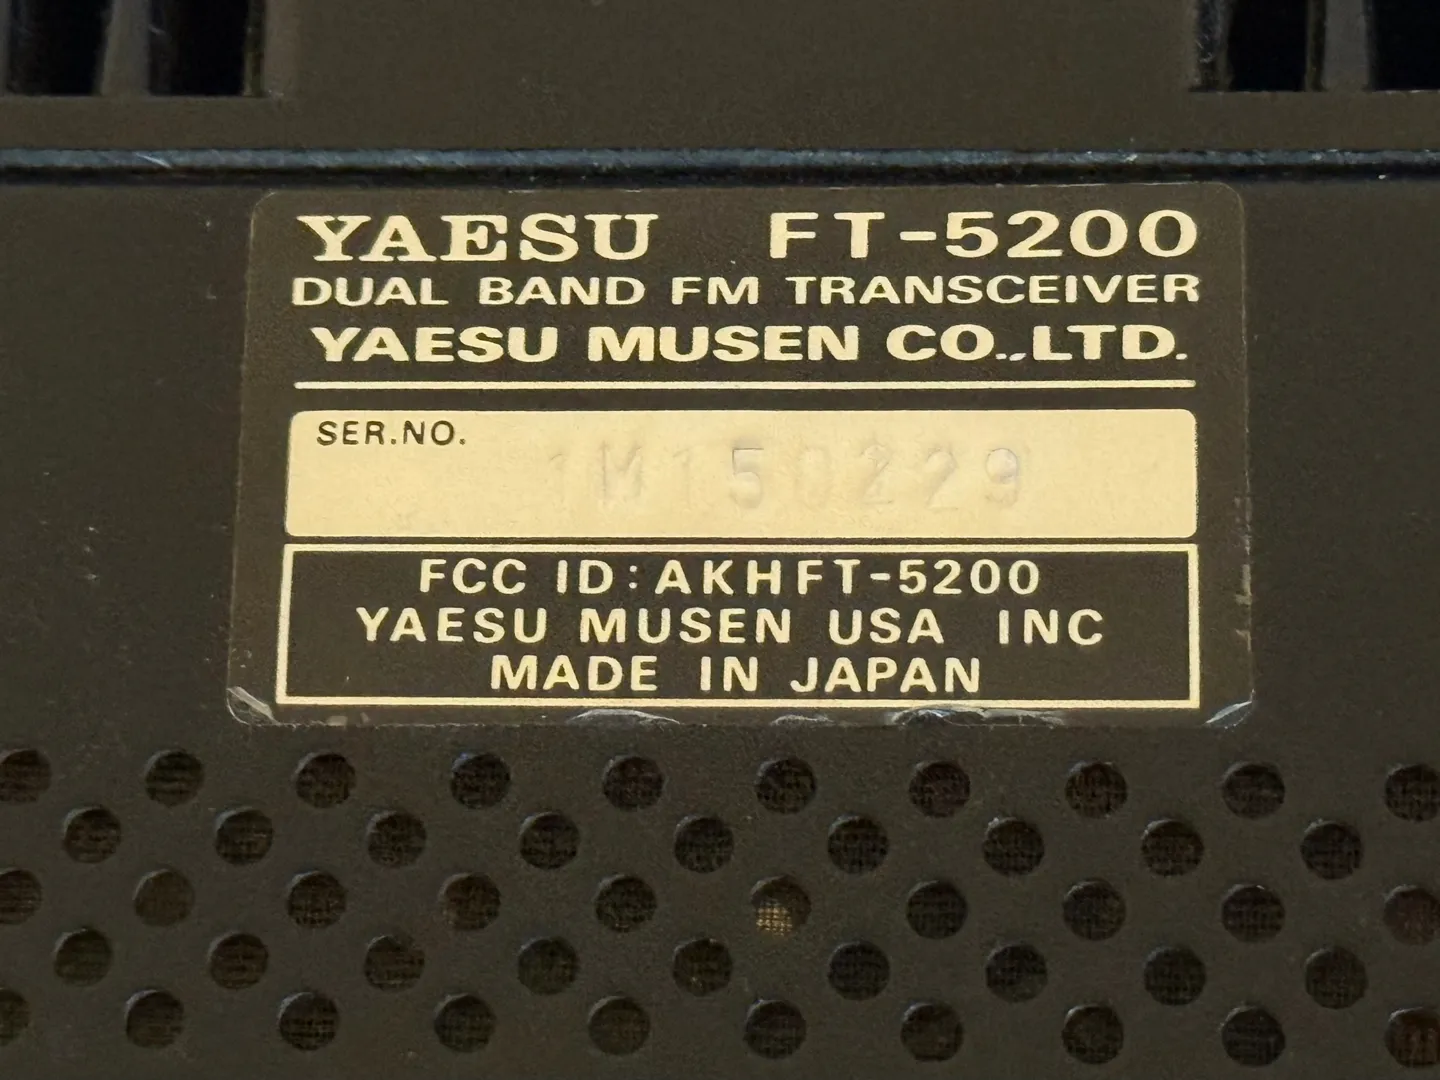 YAESU FT-5200
DUAL BAND FM TRANSCEIVER
YAESU MUSEN CO.,LTD.
SER.NO. 1M150229
FCC ID:AKHFT-5200
YAESU MUSEN USA INC
MADE IN JAPAN